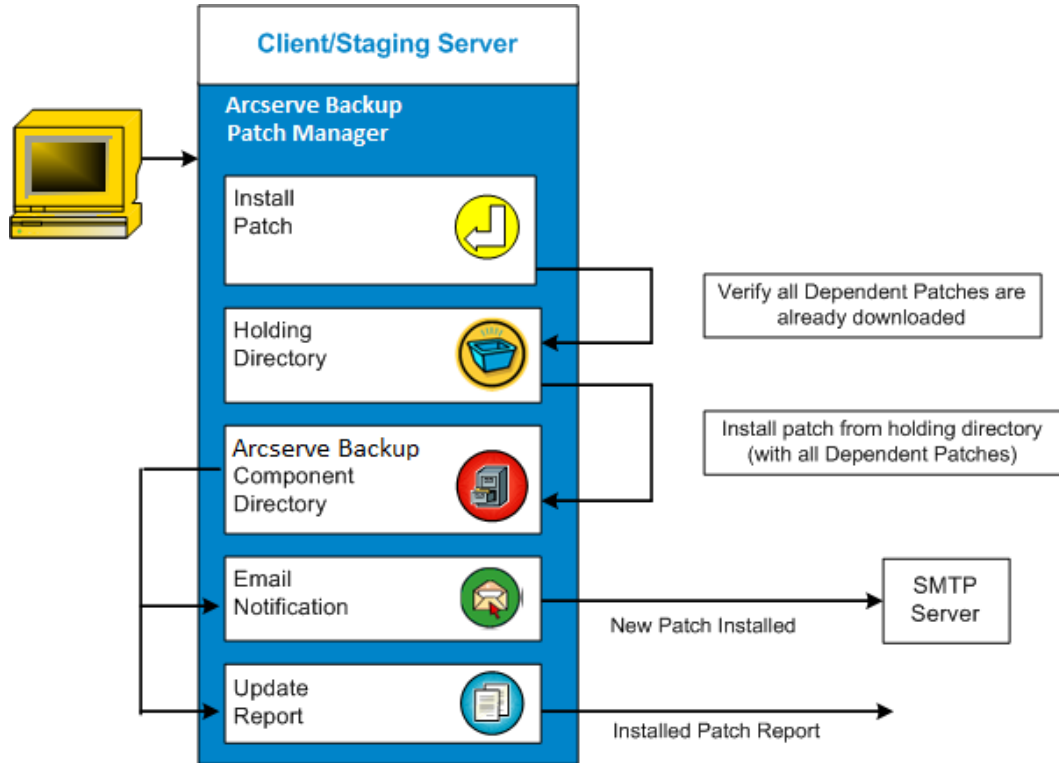 Client/Staging Server
Arcserve Backup
Patch Manager
Install
Patch
Verify all Dependent Patches are
already downloaded
Holding
Directory
Install patch from holding directory
(with all Dependent Patches)
Arcserve Backup
Component
Directory
Email
Notification
New Patch Installed
SMTP
Server
Update
Report
Installed Patch Report